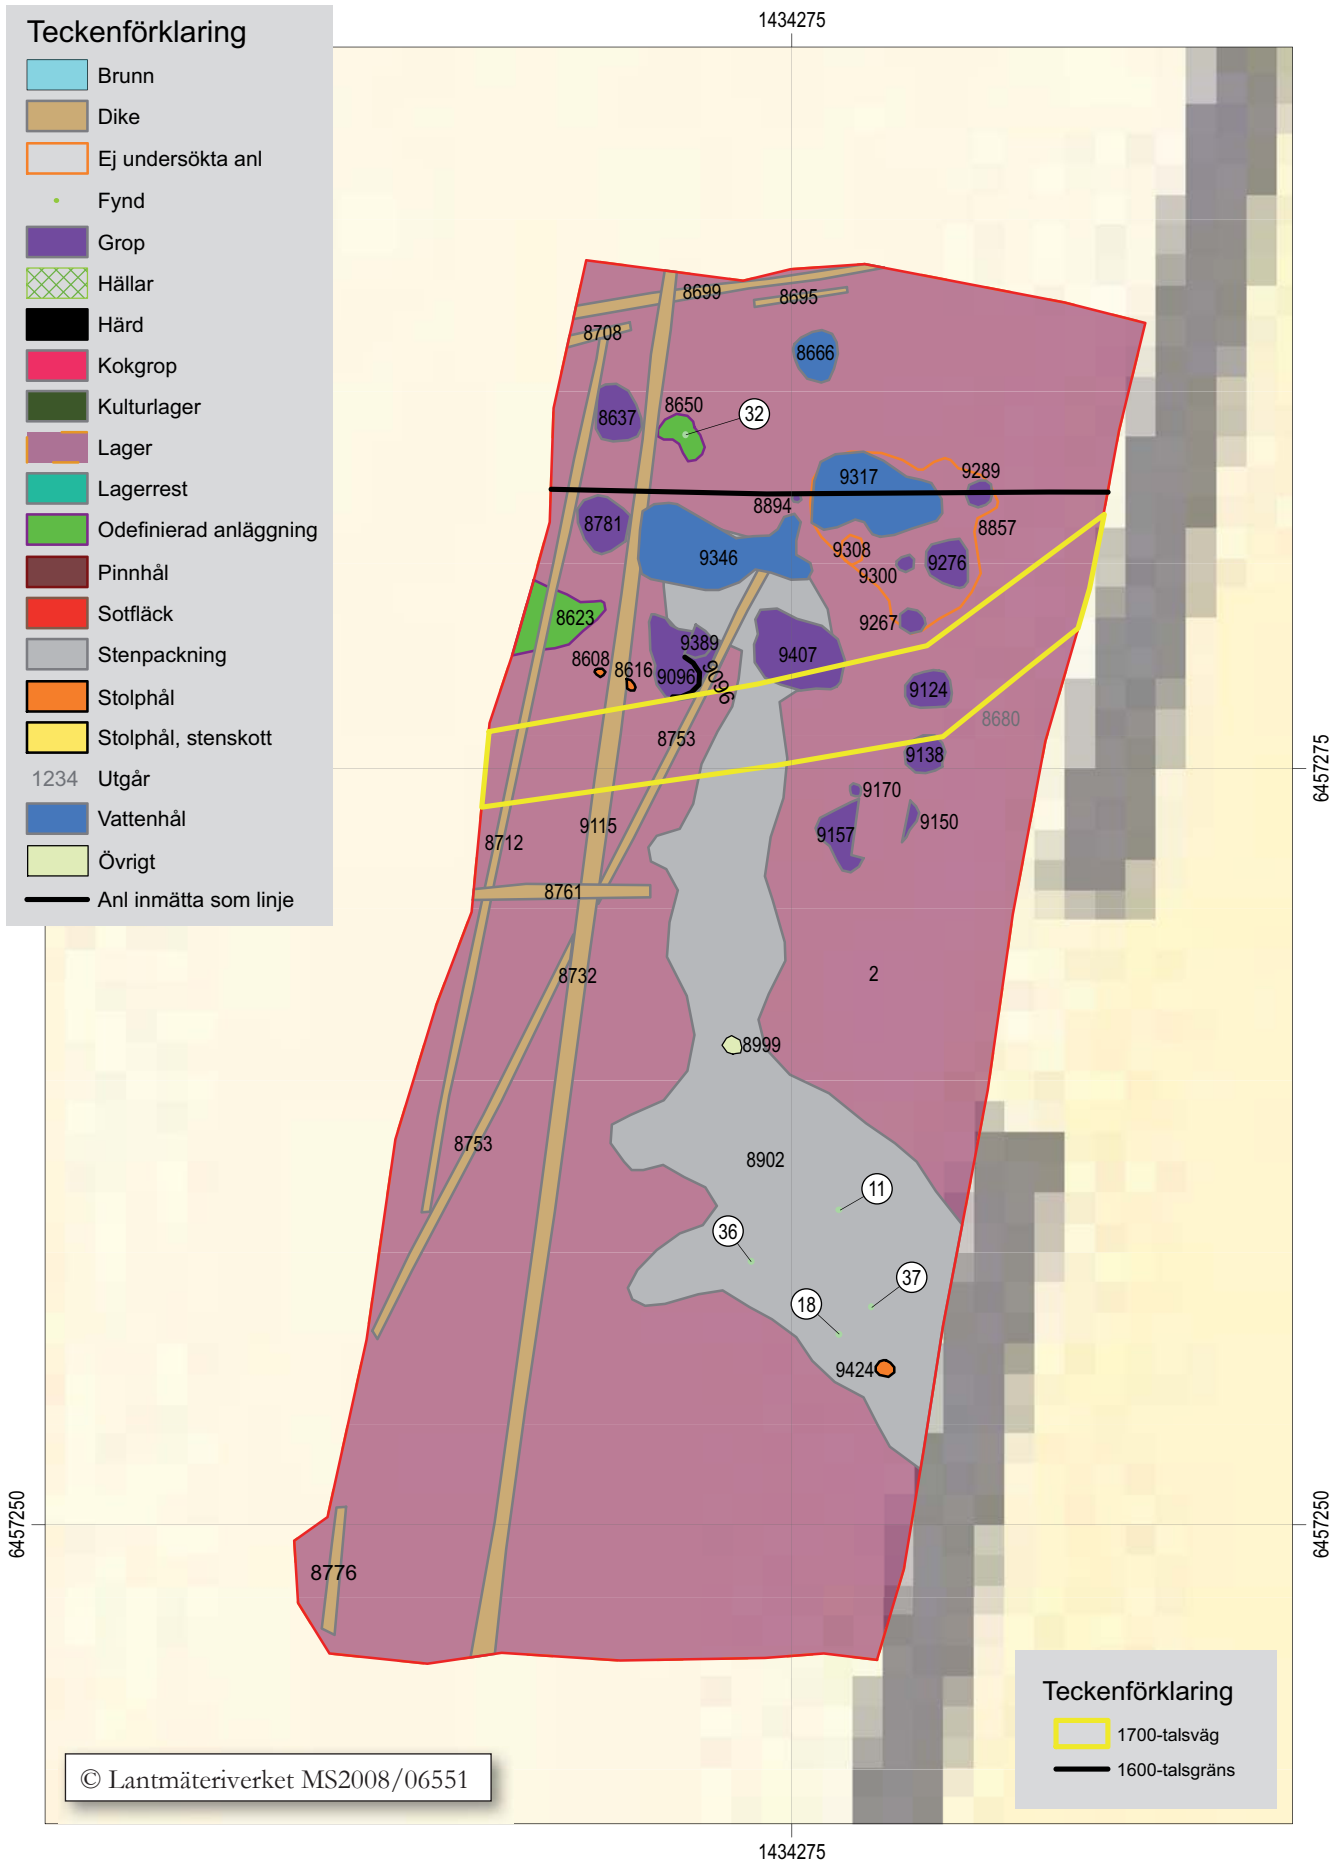 Teckenförklaring
Brunn
Dike
Ej undersökta anl
Fynd
Grop
Hällar
Härd
Kokgrop
Kulturlager
Lager
Lagerrest
Odefinierad anläggning
Pinnhål
Sotfläck
Stenpackning
Stolphål
Stolphål, stenskott
1234 Utgår
Vattenhål
Övrigt
Anl inmätta som linje
1434275
8699
8695
8708
8666
8637
8650
32
9317
9289
8894
8857
8781
9346
9308
9300
9276
8623
9267
9389
9407
8608
8616
9096
9096
9124
8680
8753
9138
6457275
9170
9115
9157
9150
8712
8761
8732
2
8999
8753
8902
11
36
37
18
9424
6457250
6457250
8776
Teckenförklaring
1700-talsväg
1600-talsgräns
© Lantmäteriverket MS2008/06551
1434275